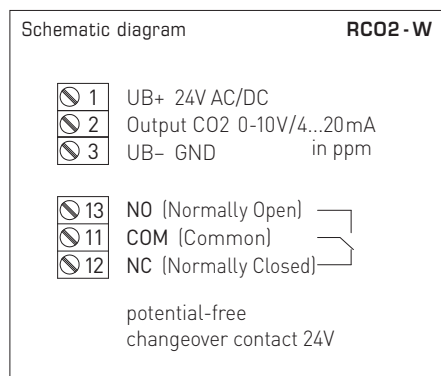 Schematic diagram RCO2-W
1 UB+ 24V AC/DC
2 Output CO2 0-10V/4...20mA
3 UB– GND in ppm
13 NO (Normally Open)
11 COM (Common)
12 NC (Normally Closed)
potential-free
changeover contact 24V